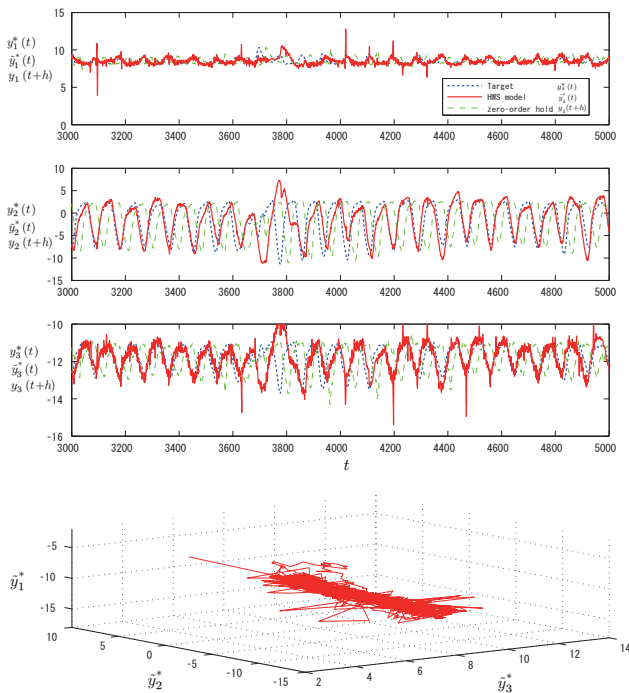 15
y₁*(t)
10
ỹ₁*(t)
y₁(t+h)
5
Target y₁*(t)
HWS model ỹ₁*(t)
zero-order hold y₁(t+h)
0
3000 3200 3400 3600 3800 4000 4200 4400 4600 4800 5000
10
5
y₂*(t)
0
ỹ₂*(t)
y₂(t+h)
-5
-10
-15
3000 3200 3400 3600 3800 4000 4200 4400 4600 4800 5000
-10
y₃*(t)
-12
ỹ₃*(t)
y₃(t+h)
-14
-16
3000 3200 3400 3600 3800 4000 4200 4400 4600 4800 5000
t
-5
ỹ₁*
-10
-15
10
5
0
-5
-10
-15
2 4 6 8 10 12 14
ỹ₂*
ỹ₃*